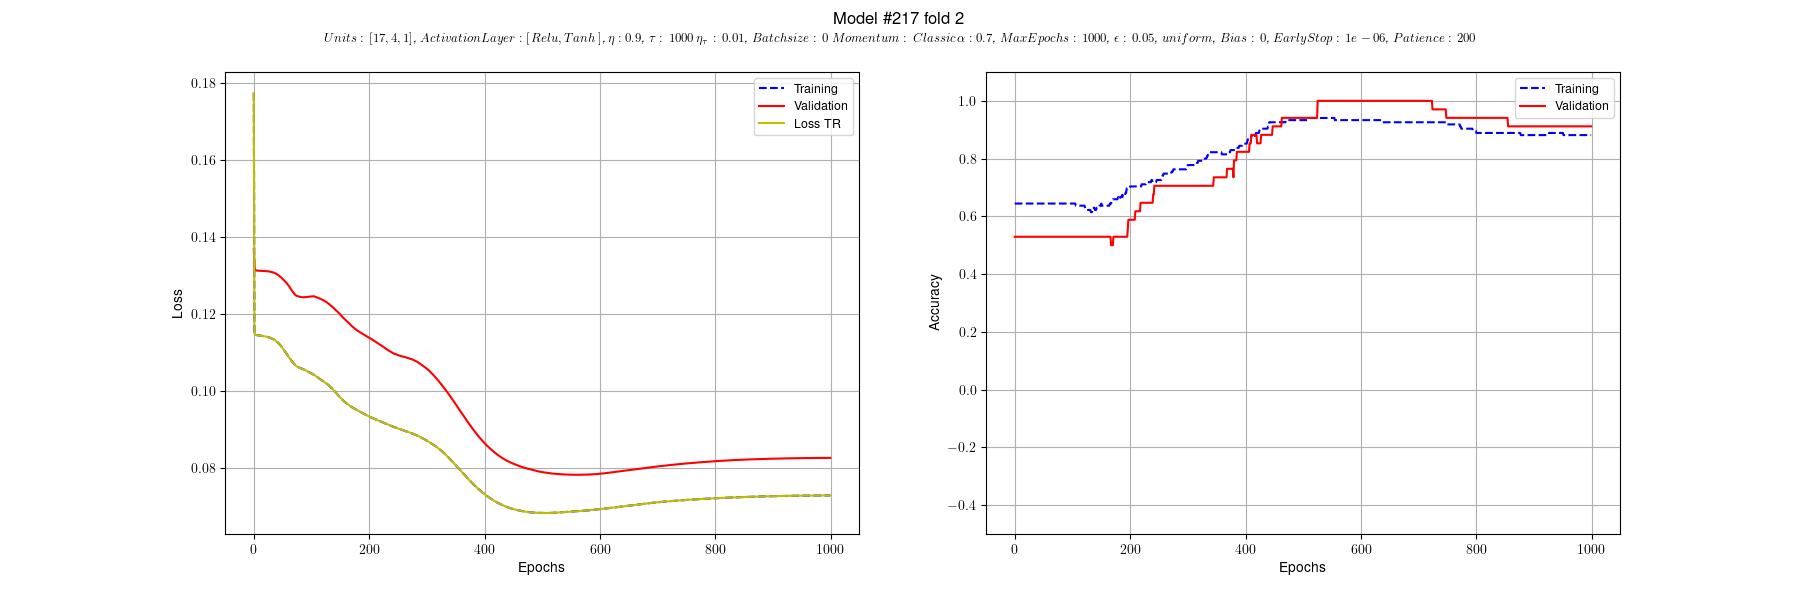 Model #217 fold 2
Units : [17, 4, 1], ActivationLayer : [Relu, Tanh], η : 0.9, τ : 1000 ητ : 0.01, Batchsize : 0 Momentum : Classicα : 0.7, MaxEpochs : 1000, ϵ : 0.05, uniform, Bias : 0, EarlyStop : 1e − 06, Patience : 200
0.18
0.16
0.14
0.12
0.10
0.08
Loss
0 200 400 600 800 1000
Epochs
Training
Validation
Loss TR
1.0
0.8
0.6
0.4
0.2
0.0
−0.2
−0.4
Accuracy
0 200 400 600 800 1000
Epochs
Training
Validation